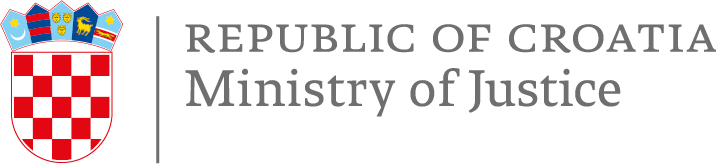 REPUBLIC OF CROATIA
Ministry of Justice